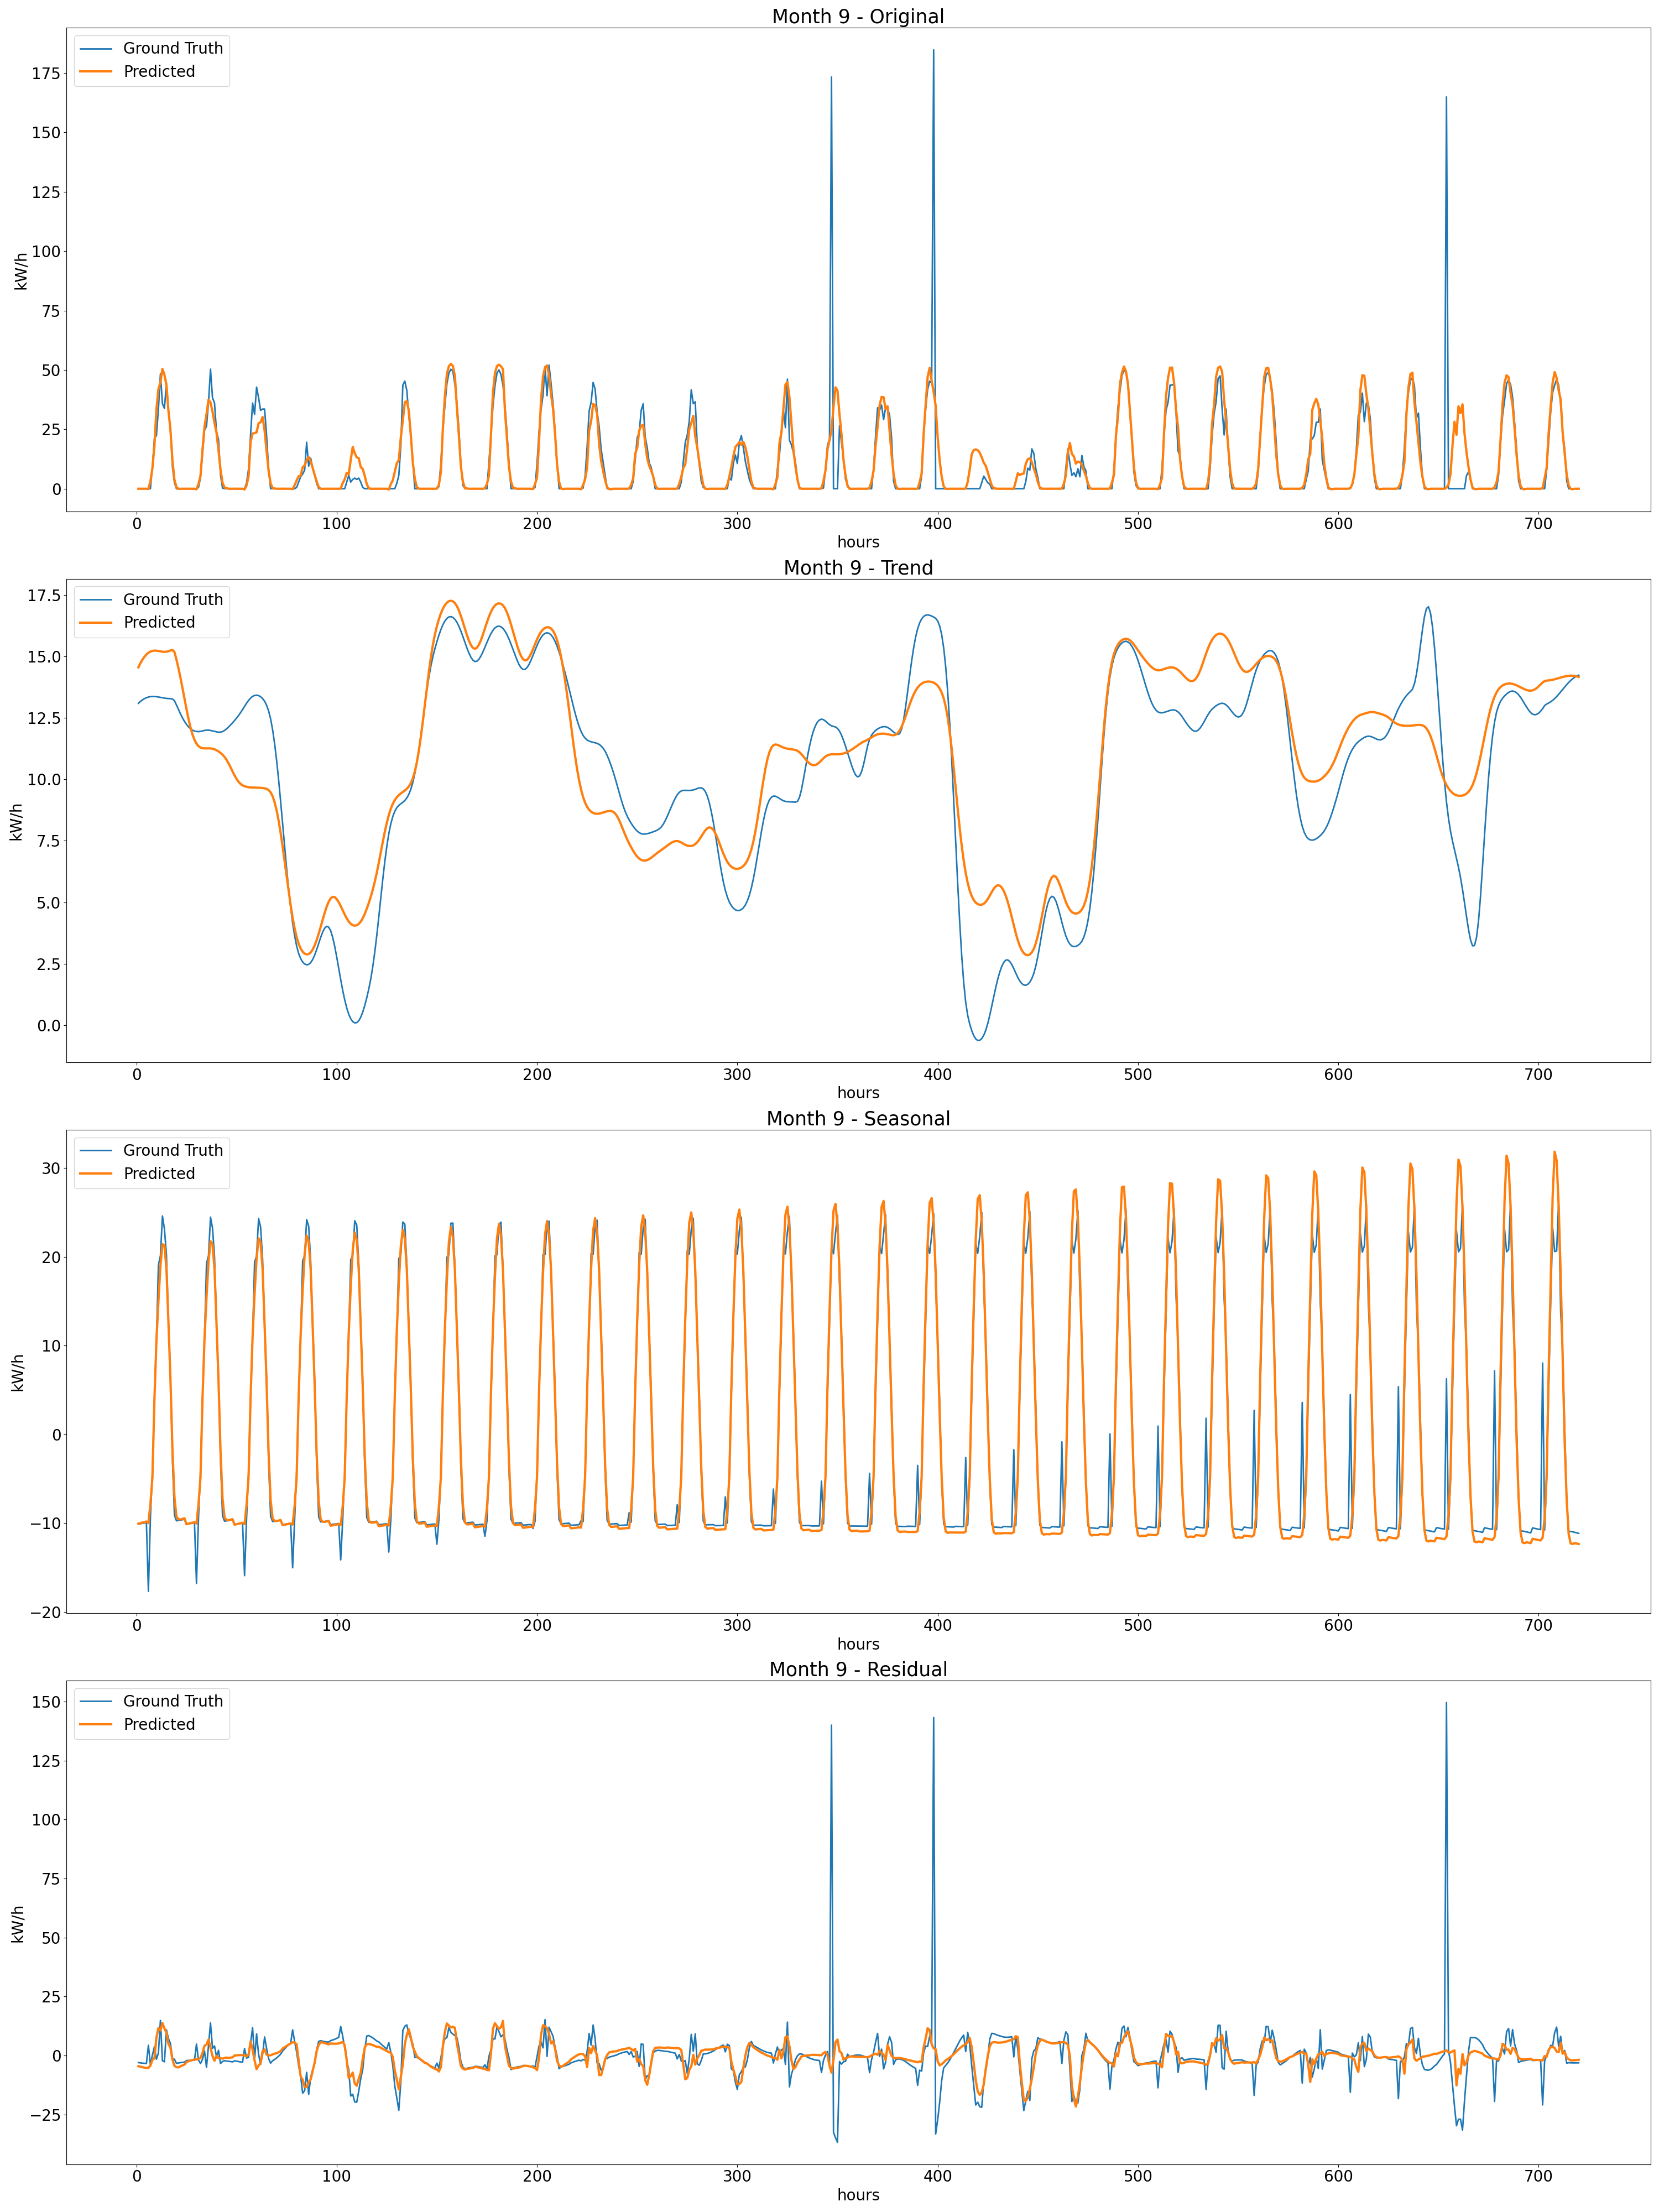 Month 9 - Original
Ground Truth
Predicted
kW/h
175
150
125
100
75
50
25
0
0 100 200 300 400 500 600 700
hours
Month 9 - Trend
Ground Truth
Predicted
kW/h
17.5
15.0
12.5
10.0
7.5
5.0
2.5
0.0
0 100 200 300 400 500 600 700
hours
Month 9 - Seasonal
Ground Truth
Predicted
kW/h
30
20
10
0
−10
−20
0 100 200 300 400 500 600 700
hours
Month 9 - Residual
Ground Truth
Predicted
kW/h
150
125
100
75
50
25
0
−25
0 100 200 300 400 500 600 700
hours